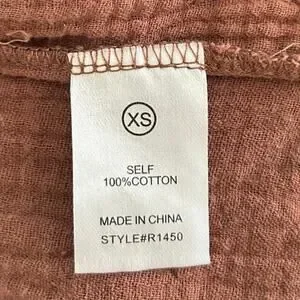 XS
SELF
100%COTTON
MADE IN CHINA
STYLE#R1450